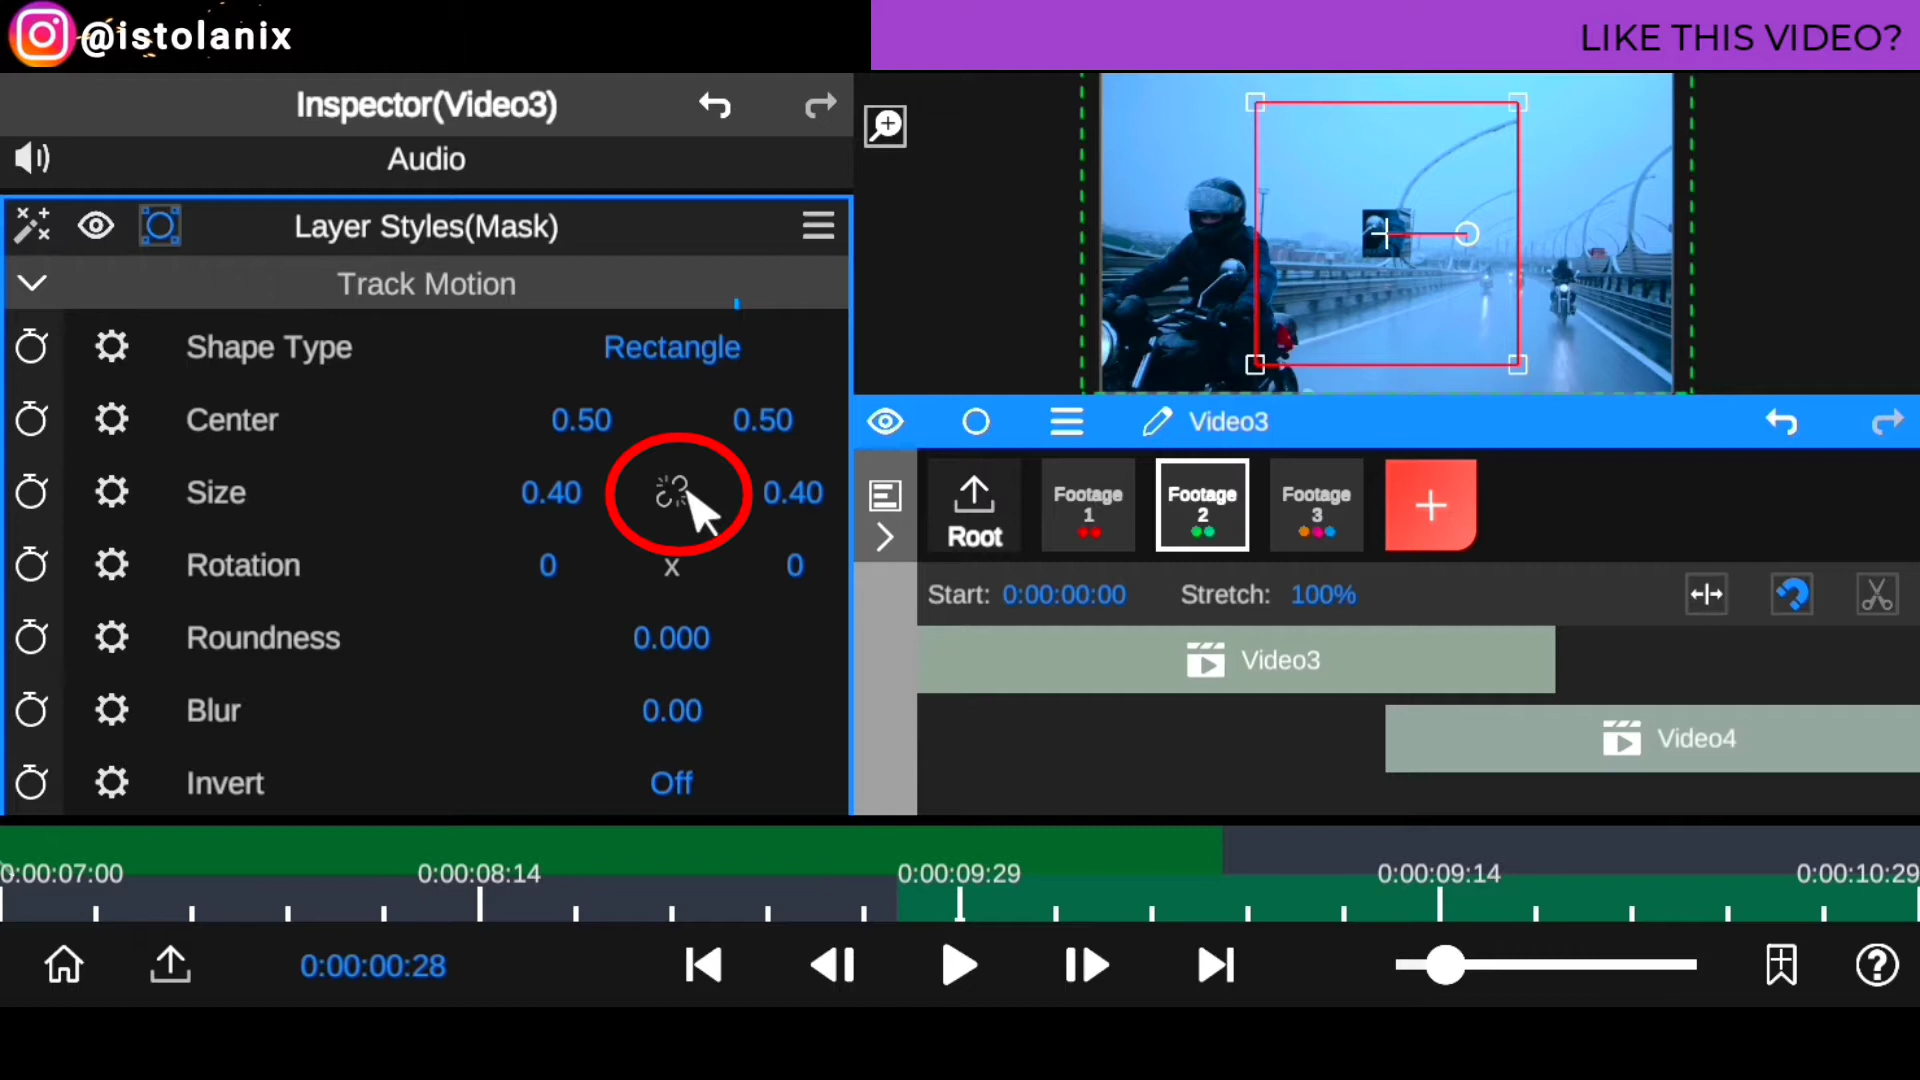 @istolanix
LIKE THIS VIDEO?
Inspector(Video3)
Audio
Layer Styles(Mask)
Track Motion
Shape Type Rectangle
Center 0.50 0.50
Size 0.40 0.40
Rotation 0 x 0
Roundness 0.000
Blur 0.00
Invert Off
Video3
Root
Footage 1
Footage 2
Footage 3
Start: 0:00:00:00 Stretch: 100%
Video3
Video4
0:00:07:00 0:00:08:14 0:00:09:29 0:00:09:14 0:00:10:29
0:00:00:28